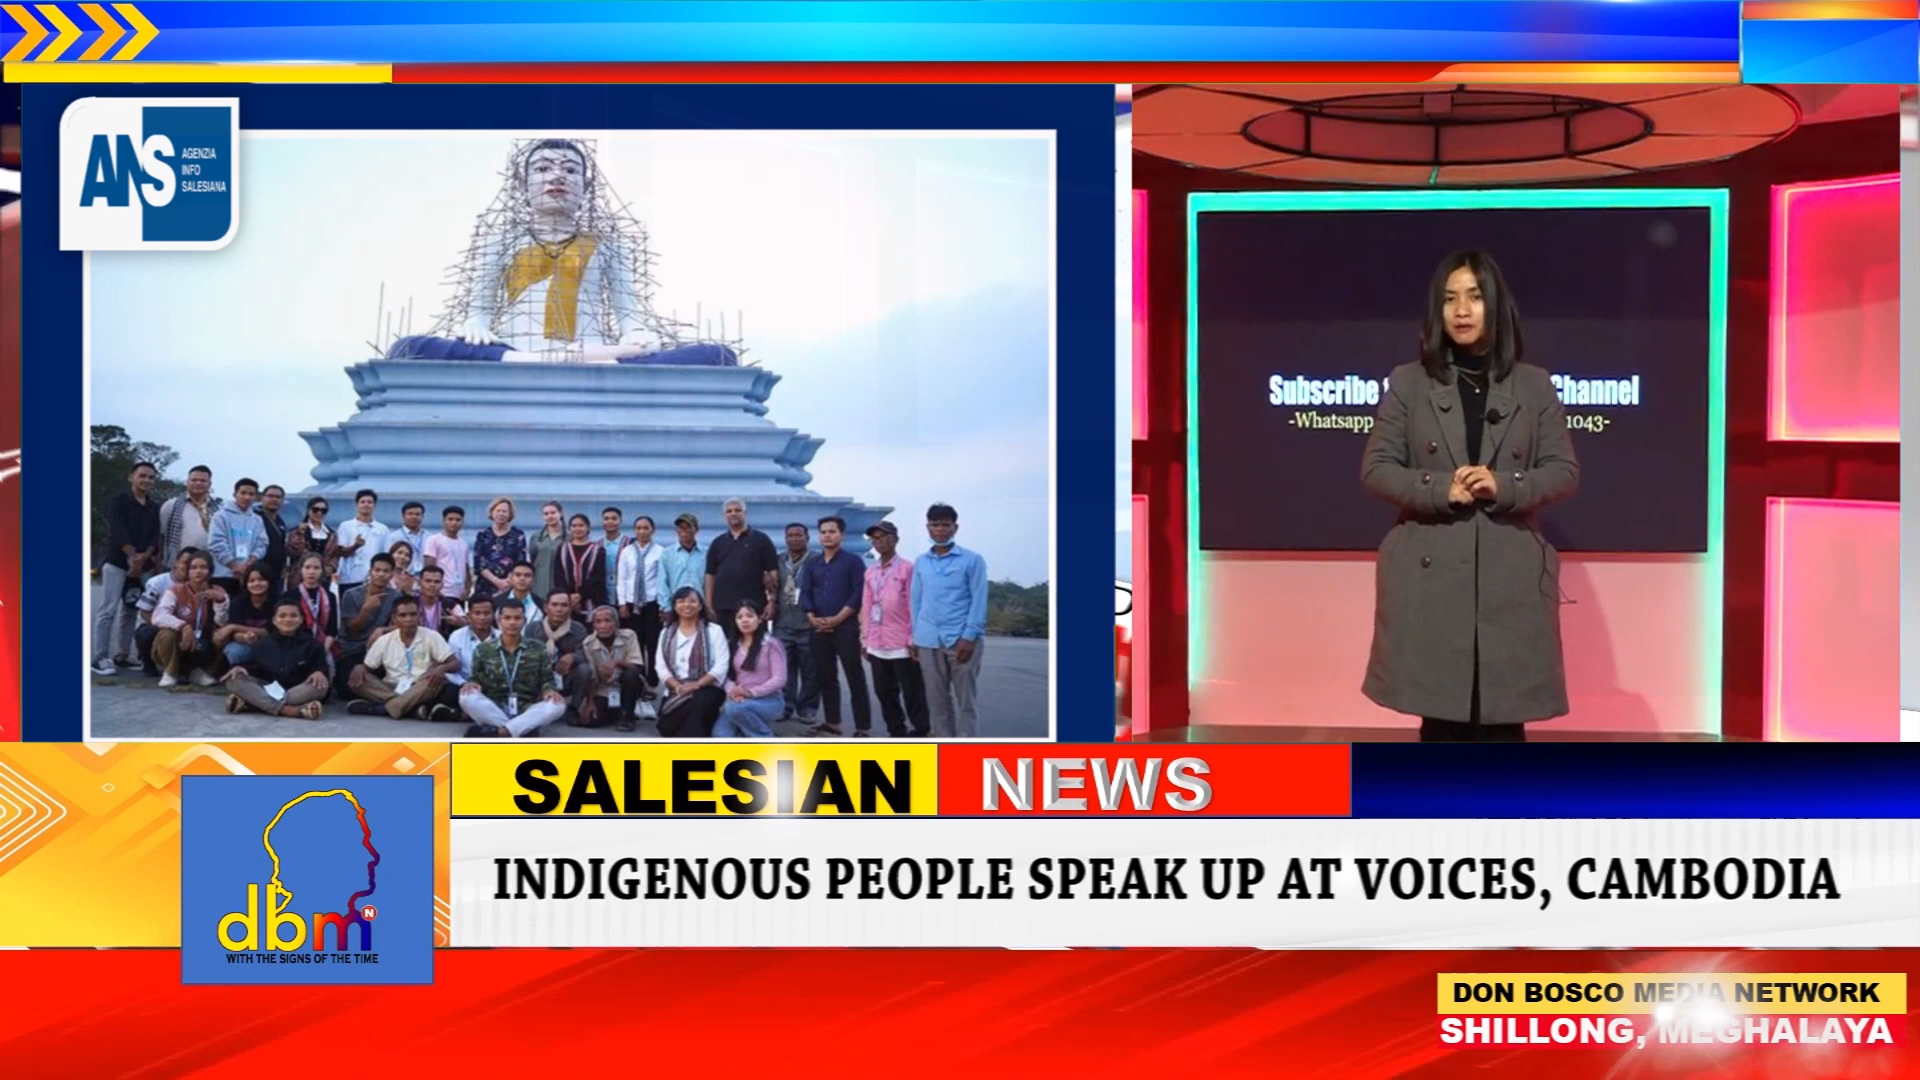 ANS
AGENZIA
INFO
SALESIANA
Subscribe Channel
-Whatsapp 1043-
SALESIAN NEWS
INDIGENOUS PEOPLE SPEAK UP AT VOICES, CAMBODIA
dbm N
WITH THE SIGNS OF THE TIME
DON BOSCO MEDIA NETWORK
SHILLONG, MEGHALAYA